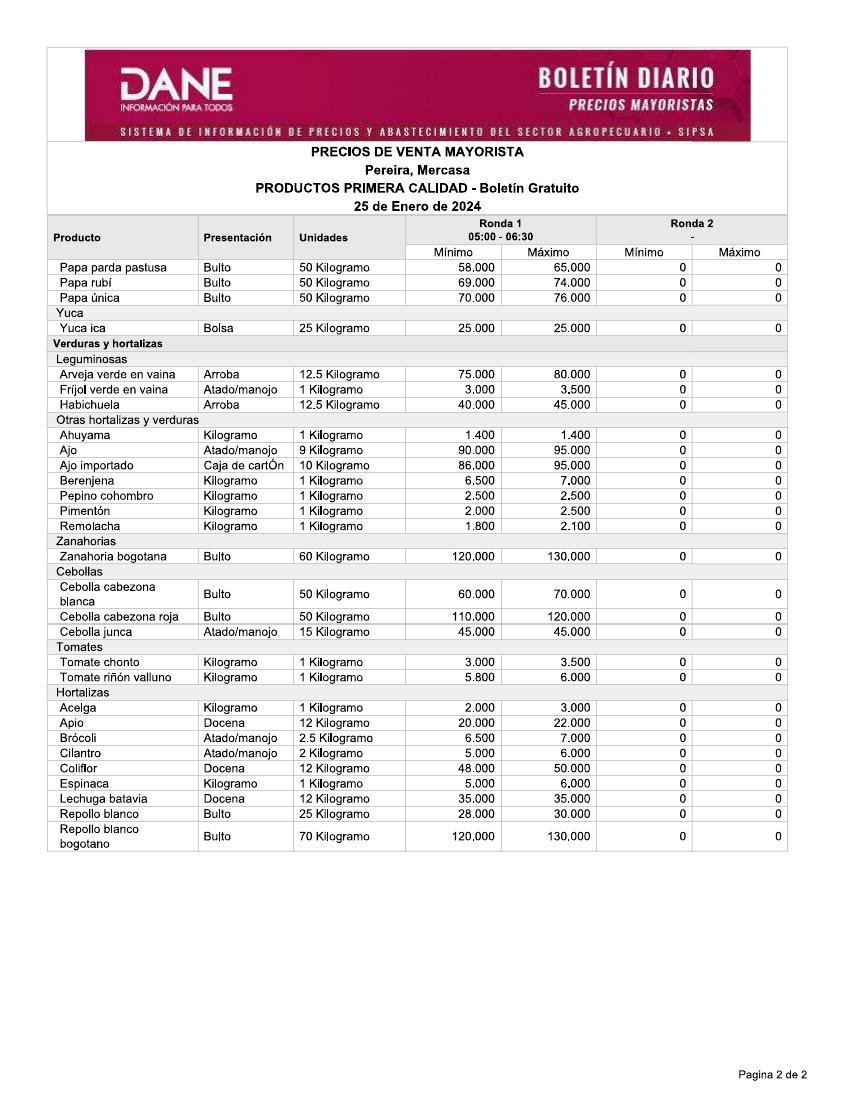 DANE
INFORMACIÓN PARA TODOS
BOLETÍN DIARIO
PRECIOS MAYORISTAS
SISTEMA DE INFORMACIÓN DE PRECIOS Y ABASTECIMIENTO DEL SECTOR AGROPECUARIO • SIPSA
PRECIOS DE VENTA MAYORISTA
Pereira, Mercasa
PRODUCTOS PRIMERA CALIDAD - Boletín Gratuito
25 de Enero de 2024
Producto Presentación Unidades Ronda 1 Ronda 2
05:00 - 06:30 -
Mínimo Máximo Mínimo Máximo
Papa parda pastusa Bulto 50 Kilogramo 58.000 65.000 0 0
Papa rubí Bulto 50 Kilogramo 69.000 74.000 0 0
Papa única Bulto 50 Kilogramo 70.000 76.000 0 0
Yuca
Yuca ica Bolsa 25 Kilogramo 25.000 25.000 0 0
Verduras y hortalizas
Leguminosas
Arveja verde en vaina Arroba 12.5 Kilogramo 75.000 80.000 0 0
Fríjol verde en vaina Atado/manojo 1 Kilogramo 3.000 3.500 0 0
Habichuela Arroba 12.5 Kilogramo 40.000 45.000 0 0
Otras hortalizas y verduras
Ahuyama Kilogramo 1 Kilogramo 1.400 1.400 0 0
Ajo Atado/manojo 9 Kilogramo 90.000 95.000 0 0
Ajo importado Caja de cartÓn 10 Kilogramo 86.000 95.000 0 0
Berenjena Kilogramo 1 Kilogramo 6.500 7.000 0 0
Pepino cohombro Kilogramo 1 Kilogramo 2.500 2.500 0 0
Pimentón Kilogramo 1 Kilogramo 2.000 2.500 0 0
Remolacha Kilogramo 1 Kilogramo 1.800 2.100 0 0
Zanahorias
Zanahoria bogotana Bulto 60 Kilogramo 120.000 130.000 0 0
Cebollas
Cebolla cabezona
blanca Bulto 50 Kilogramo 60.000 70.000 0 0
Cebolla cabezona roja Bulto 50 Kilogramo 110.000 120.000 0 0
Cebolla junca Atado/manojo 15 Kilogramo 45.000 45.000 0 0
Tomates
Tomate chonto Kilogramo 1 Kilogramo 3.000 3.500 0 0
Tomate riñón valluno Kilogramo 1 Kilogramo 5.800 6.000 0 0
Hortalizas
Acelga Kilogramo 1 Kilogramo 2.000 3.000 0 0
Apio Docena 12 Kilogramo 20.000 22.000 0 0
Brócoli Atado/manojo 2.5 Kilogramo 6.500 7.000 0 0
Cilantro Atado/manojo 2 Kilogramo 5.000 6.000 0 0
Coliflor Docena 12 Kilogramo 48.000 50.000 0 0
Espinaca Kilogramo 1 Kilogramo 5.000 6.000 0 0
Lechuga batavia Docena 12 Kilogramo 35.000 35.000 0 0
Repollo blanco Bulto 25 Kilogramo 28.000 30.000 0 0
Repollo blanco
bogotano Bulto 70 Kilogramo 120.000 130.000 0 0
Pagina 2 de 2